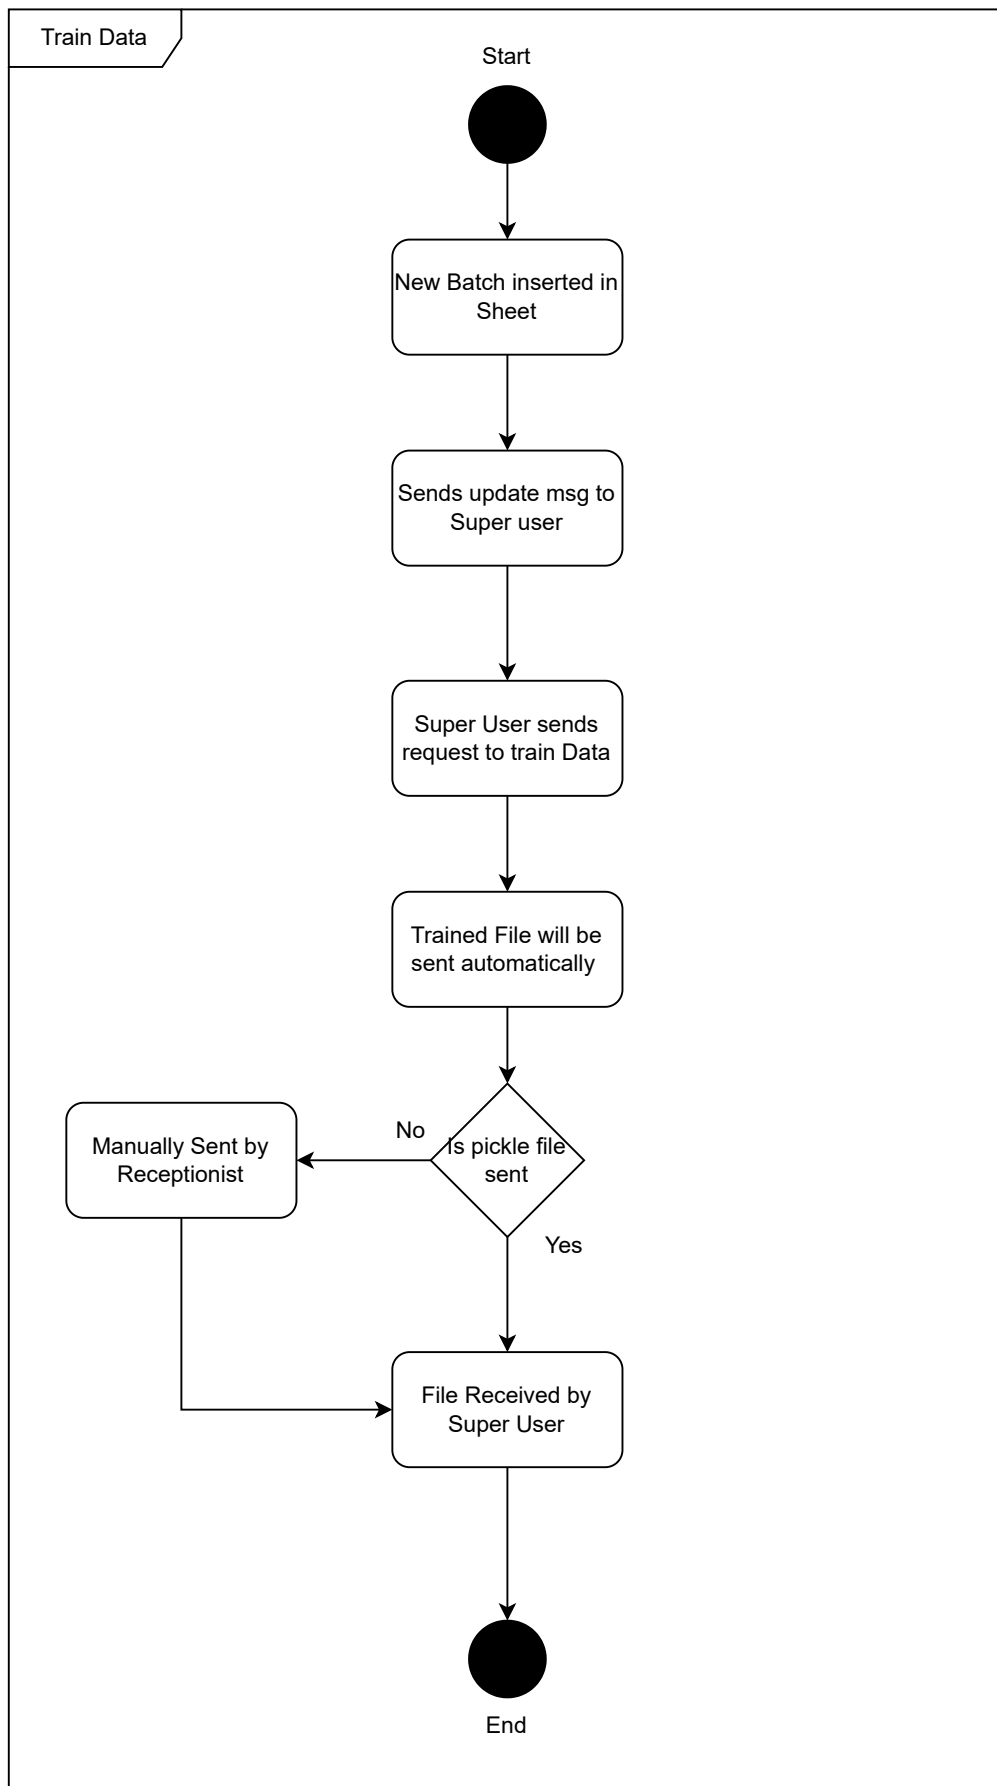 Train Data
Start
New Batch inserted in
Sheet
Sends update msg to
Super user
Super User sends
request to train Data
Trained File will be
sent automatically
No
Manually Sent by
Receptionist
Is pickle file
sent
Yes
File Received by
Super User
End